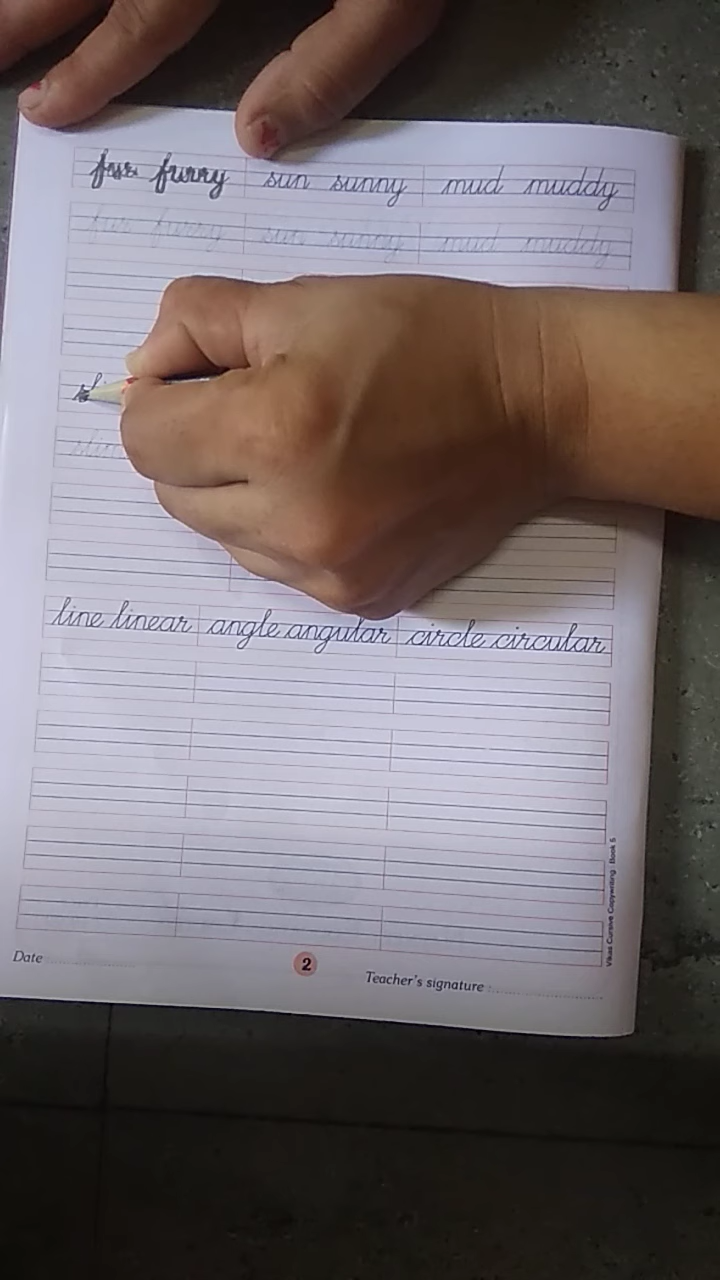 fur furry sun sunny mud muddy
fur furry sun sunny mud muddy
line linear angle angular circle circular
Vikas Cursive Copywriting: Book 5
Date
2
Teacher's signature